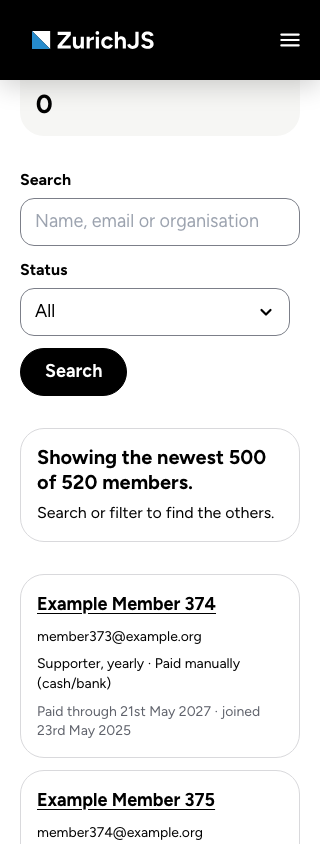 ZurichJS
0
Search
Name, email or organisation
Status
All
Search
Showing the newest 500
of 520 members.
Search or filter to find the others.
Example Member 374
member373@example.org
Supporter, yearly · Paid manually
(cash/bank)
Paid through 21st May 2027 · joined
23rd May 2025
Example Member 375
member374@example.org